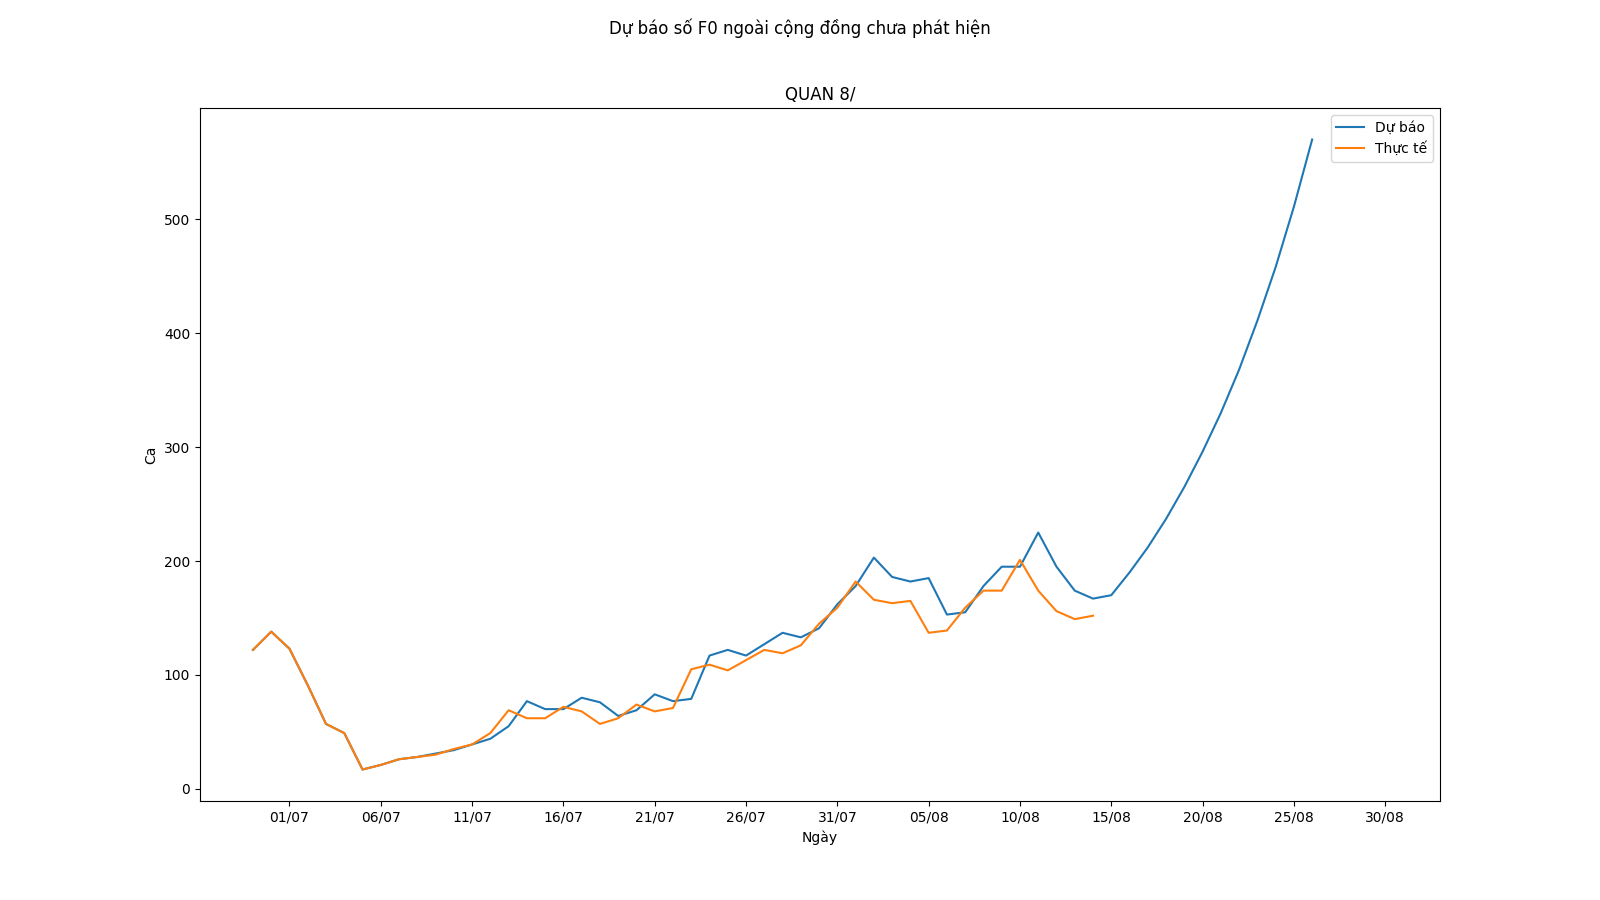 Dự báo số F0 ngoài cộng đồng chưa phát hiện
QUAN 8/
Dự báo
Thực tế
500
400
300
200
100
0
Ca
01/07 06/07 11/07 16/07 21/07 26/07 31/07 05/08 10/08 15/08 20/08 25/08 30/08
Ngày